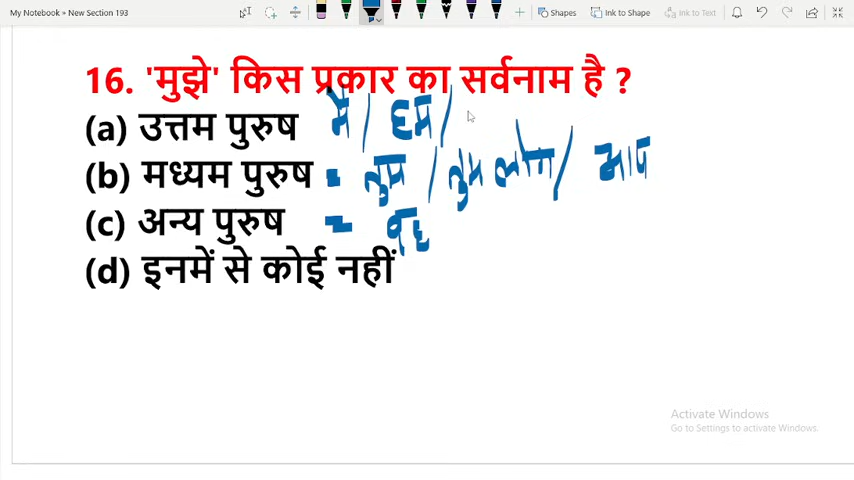 My Notebook » New Section 193
Shapes Ink to Shape Ink to Text
16. 'मुझे' किस प्रकार का सर्वनाम है ?
(a) उत्तम पुरुष मैं / हम /
(b) मध्यम पुरुष = तुम / तुम लोग / आप
(c) अन्य पुरुष = वह
(d) इनमें से कोई नहीं
Activate Windows
Go to Settings to activate Windows.